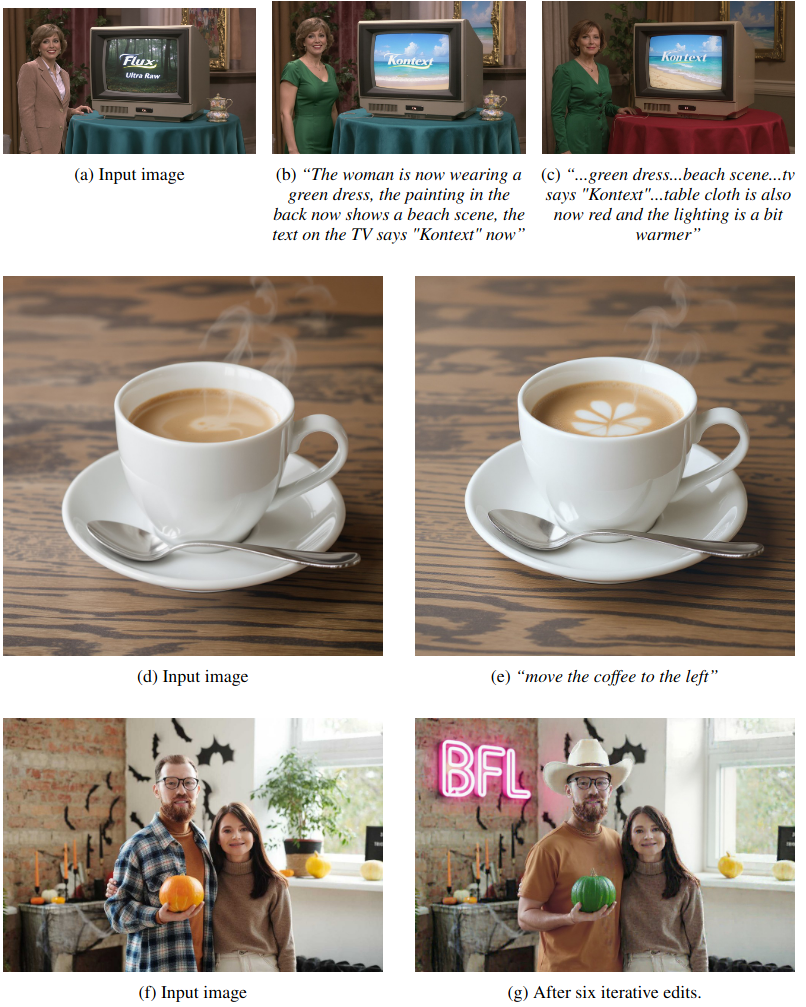 Flux
Ultra Raw
Kontext
Kontext
(a) Input image
(b) “The woman is now wearing a
green dress, the painting in the
back now shows a beach scene, the
text on the TV says "Kontext" now”
(c) “...green dress...beach scene...tv
says "Kontext"...table cloth is also
now red and the lighting is a bit
warmer”
(d) Input image
(e) “move the coffee to the left”
BFL
(f) Input image
(g) After six iterative edits.